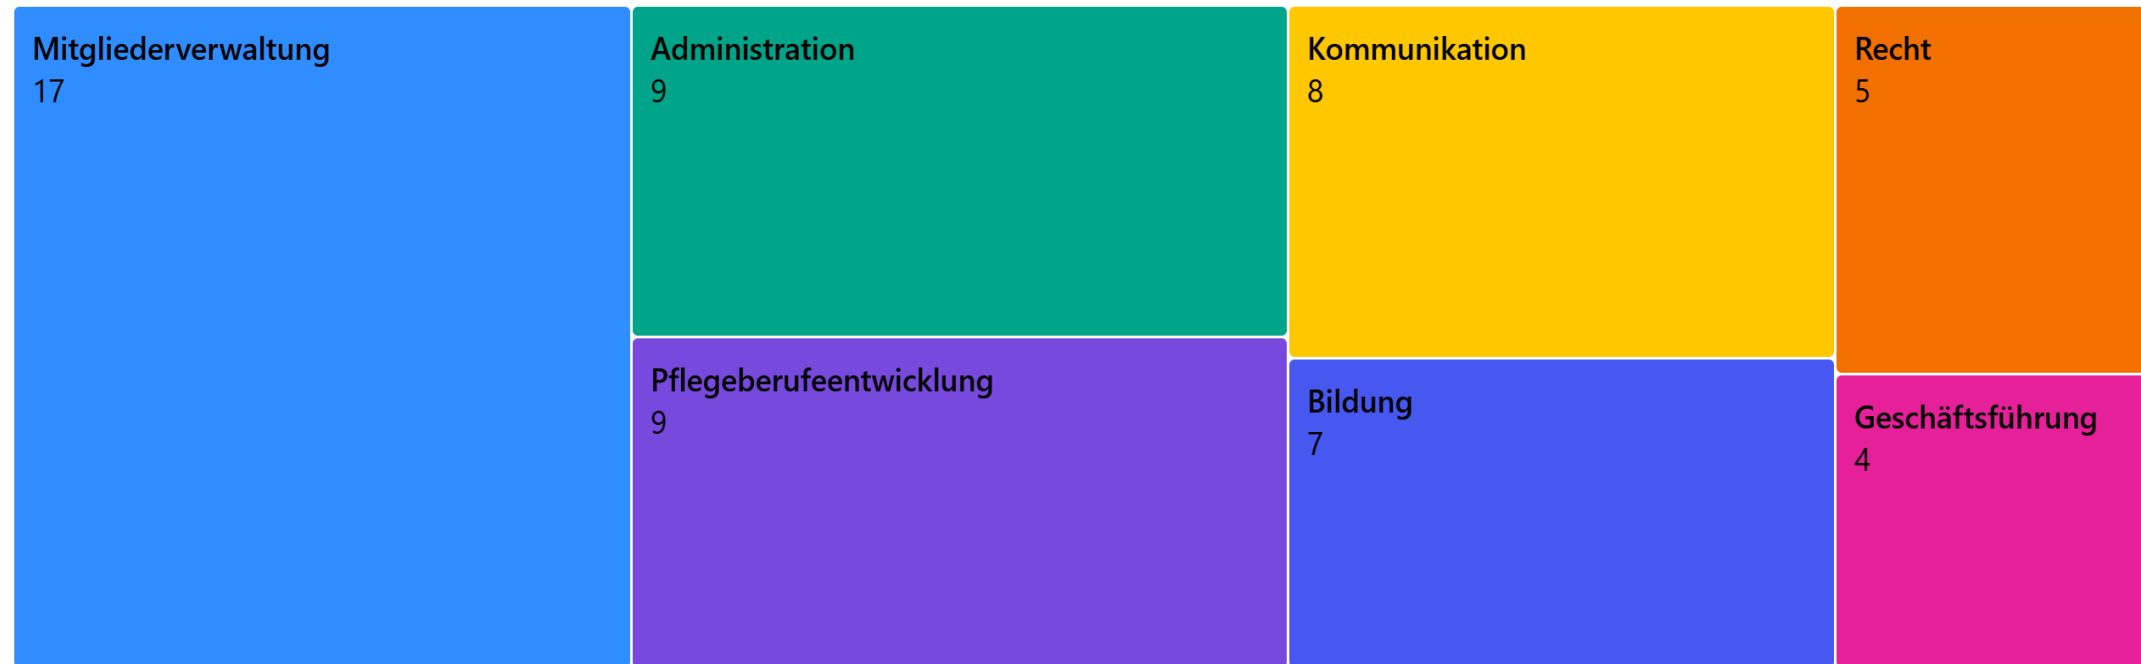 Mitgliederverwaltung
17
Administration
9
Pflegeberufeentwicklung
9
Kommunikation
8
Bildung
7
Recht
5
Geschäftsführung
4